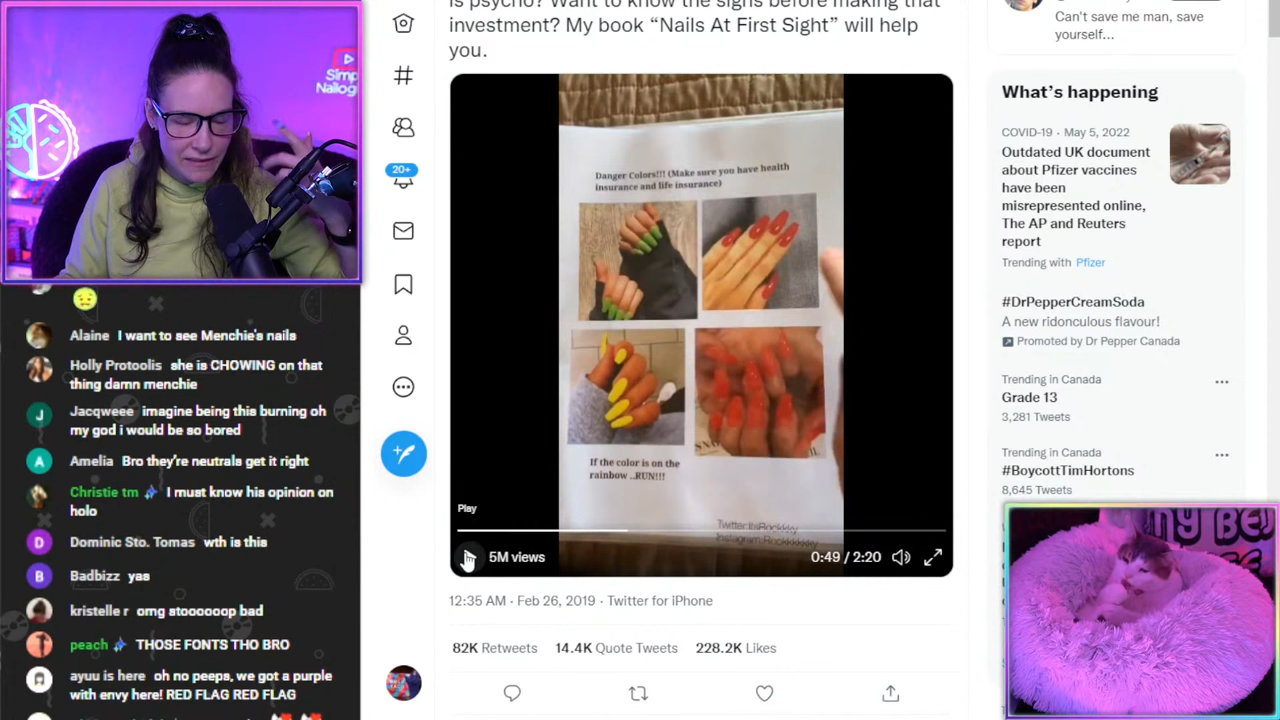 Simp
Nailogi
Alaine I want to see Menchie's nails
Holly Protoolis she is CHOWING on that
thing damn menchie
J
Jacqweee imagine being this burning oh
my god i would be so bored
A
Amelia Bro they're neutrals get it right
Christie tm I must know his opinion on
holo
D
Dominic Sto. Tomas wth is this
B
Badbizz yas
kristelle r omg stoooooop bad
peach THOSE FONTS THO BRO
ayuu is here oh no peeps, we got a purple
with envy here! RED FLAG RED FLAG
20+
is psycho? Want to know the signs before making that
investment? My book “Nails At First Sight” will help
you.
Danger Colors!!! (Make sure you have health
insurance and life insurance)
If the color is on the
rainbow ..RUN!!!
Twitter:ItsRockkky
Play
5M views
0:49 / 2:20
12:35 AM · Feb 26, 2019 · Twitter for iPhone
82K Retweets 14.4K Quote Tweets 228.2K Likes
Can't save me man, save
yourself...
What's happening
COVID-19 · May 5, 2022
Outdated UK document
about Pfizer vaccines
have been
misrepresented online,
The AP and Reuters
report
Trending with Pfizer
#DrPepperCreamSoda
A new ridonculous flavour!
Promoted by Dr Pepper Canada
Trending in Canada
Grade 13
3,281 Tweets
Trending in Canada
#BoycottTimHortons
8,645 Tweets
MY BE